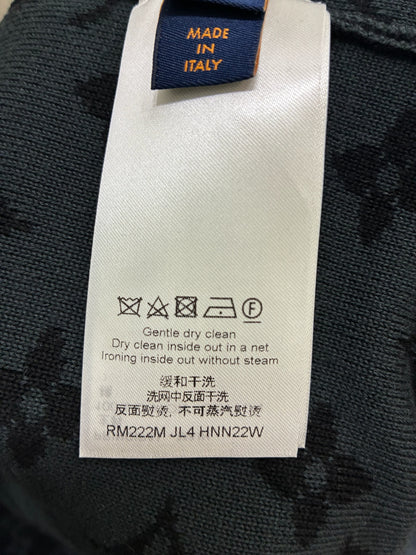 MADE
IN
ITALY
F
Gentle dry clean
Dry clean inside out in a net
Ironing inside out without steam
缓和干洗
洗网中反面干洗
反面熨烫，不可蒸汽熨烫
RM222M JL4 HNN22W